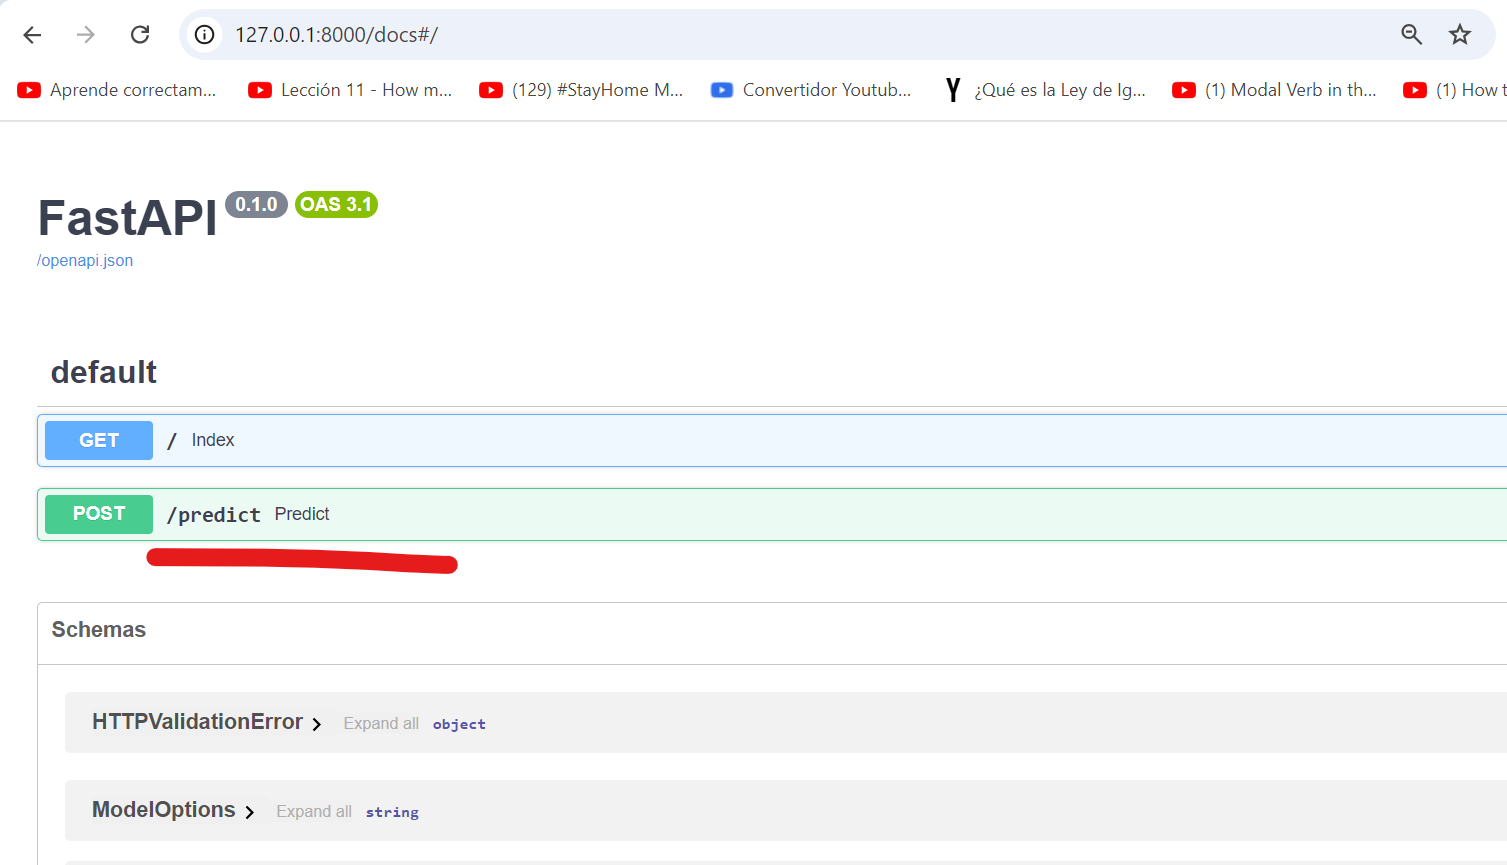 127.0.0.1:8000/docs#/
Aprende correctam... Lección 11 - How m... (129) #StayHome M... Convertidor Youtub... Y ¿Qué es la Ley de Ig... (1) Modal Verb in th... (1) How t
FastAPI 0.1.0 OAS 3.1
/openapi.json
default
GET / Index
POST /predict Predict
Schemas
HTTPValidationError Expand all object
ModelOptions Expand all string